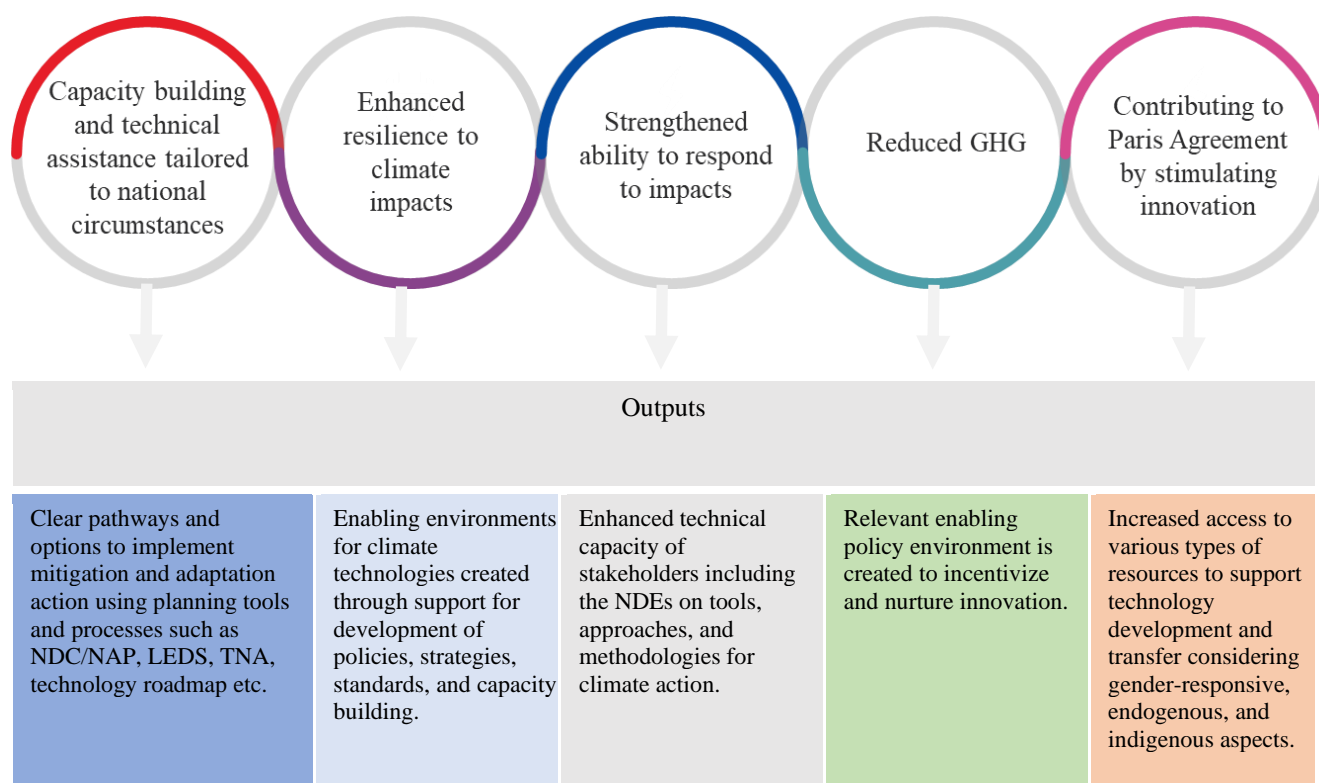 Capacity building
and technical
assistance tailored
to national
circumstances
Enhanced
resilience to
climate
impacts
Strengthened
ability to respond
to impacts
Reduced GHG
Contributing to
Paris Agreement
by stimulating
innovation
Outputs
Clear pathways and
options to implement
mitigation and adaptation
action using planning tools
and processes such as
NDC/NAP, LEDS, TNA,
technology roadmap etc.
Enabling environments
for climate
technologies created
through support for
development of
policies, strategies,
standards, and capacity
building.
Enhanced technical
capacity of
stakeholders including
the NDEs on tools,
approaches, and
methodologies for
climate action.
Relevant enabling
policy environment is
created to incentivize
and nurture innovation.
Increased access to
various types of
resources to support
technology
development and
transfer considering
gender-responsive,
endogenous, and
indigenous aspects.